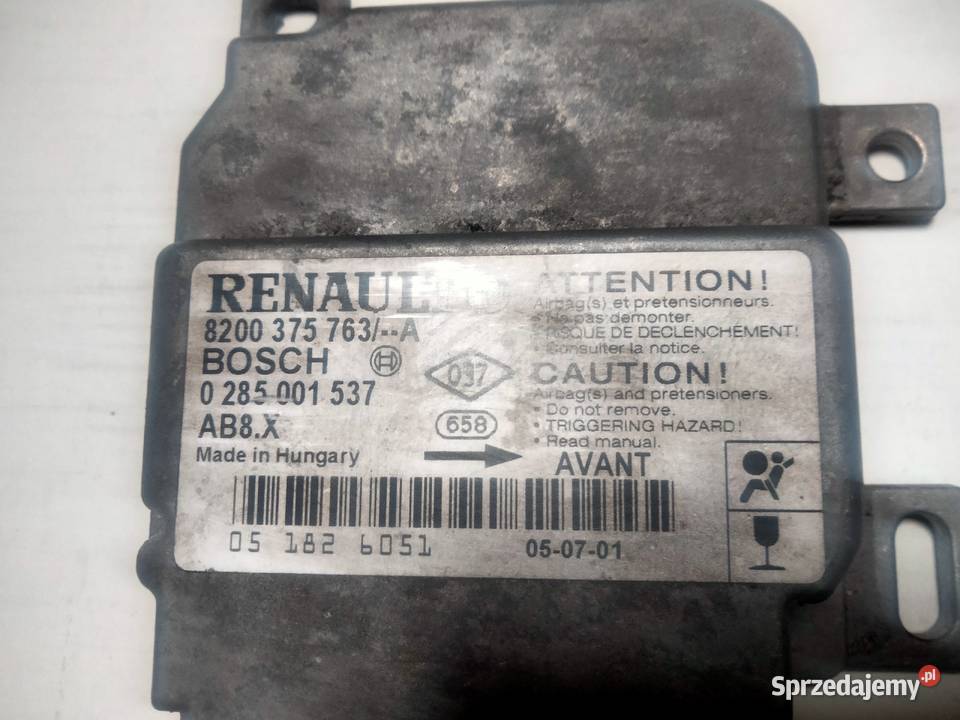 RENAULT
8200 375 763/--A
BOSCH
0 285 001 537
AB8.X
Made in Hungary
097
658
ATTENTION!
Airbag(s) et pretensionneurs.
• Ne pas demonter.
• RISQUE DE DECLENCHEMENT!
• Consulter la notice.
CAUTION!
Airbag(s) and pretensioners.
• Do not remove.
• TRIGGERING HAZARD!
• Read manual.
AVANT
05 182 6051
05-07-01
Sprzedajemy.pl